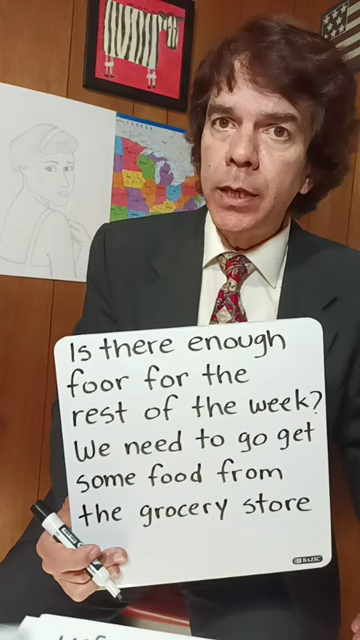 Is there enough
foor for the
rest of the week?
We need to go get
some food from
the grocery store
BAZIC